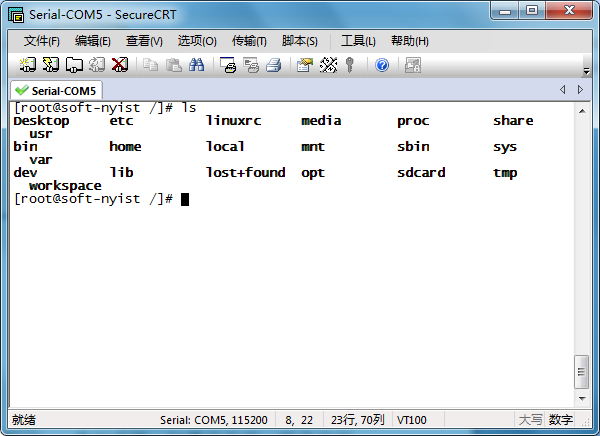 Serial-COM5 - SecureCRT
文件(F) 编辑(E) 查看(V) 选项(O) 传输(T) 脚本(S) 工具(L) 帮助(H)
Serial-COM5
[root@soft-nyist /]# ls
Desktop etc linuxrc media proc share
usr
bin home local mnt sbin sys
var
dev lib lost+found opt sdcard tmp
workspace
[root@soft-nyist /]#
就绪 Serial: COM5, 115200 8, 22 23行, 70列 VT100 大写 数字